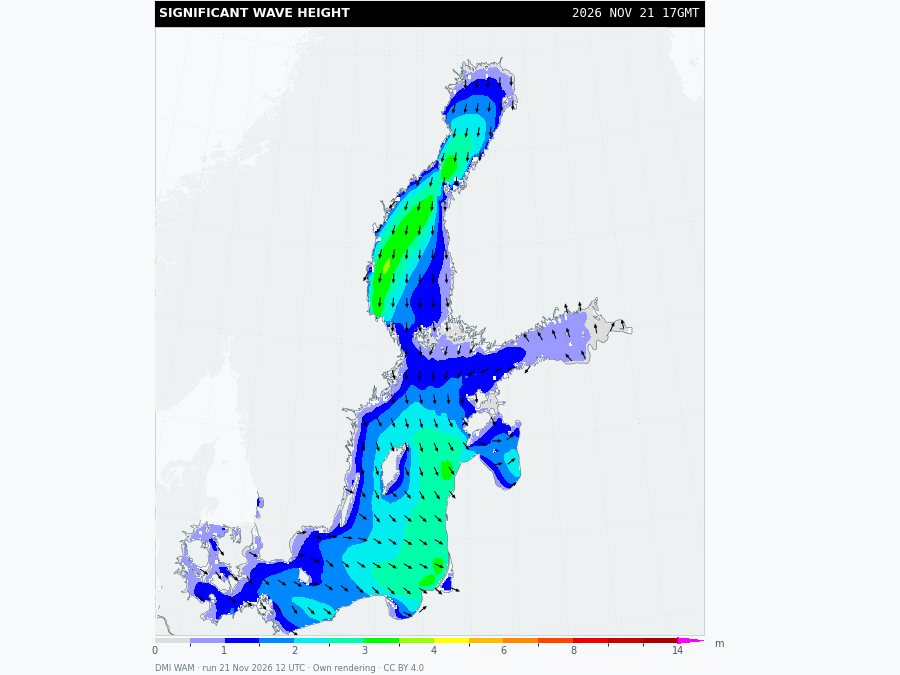 SIGNIFICANT WAVE HEIGHT 2026 NOV 21 17GMT
0 1 2 3 4 6 8 14 m
DMI WAM · run 21 Nov 2026 12 UTC · Own rendering · CC BY 4.0